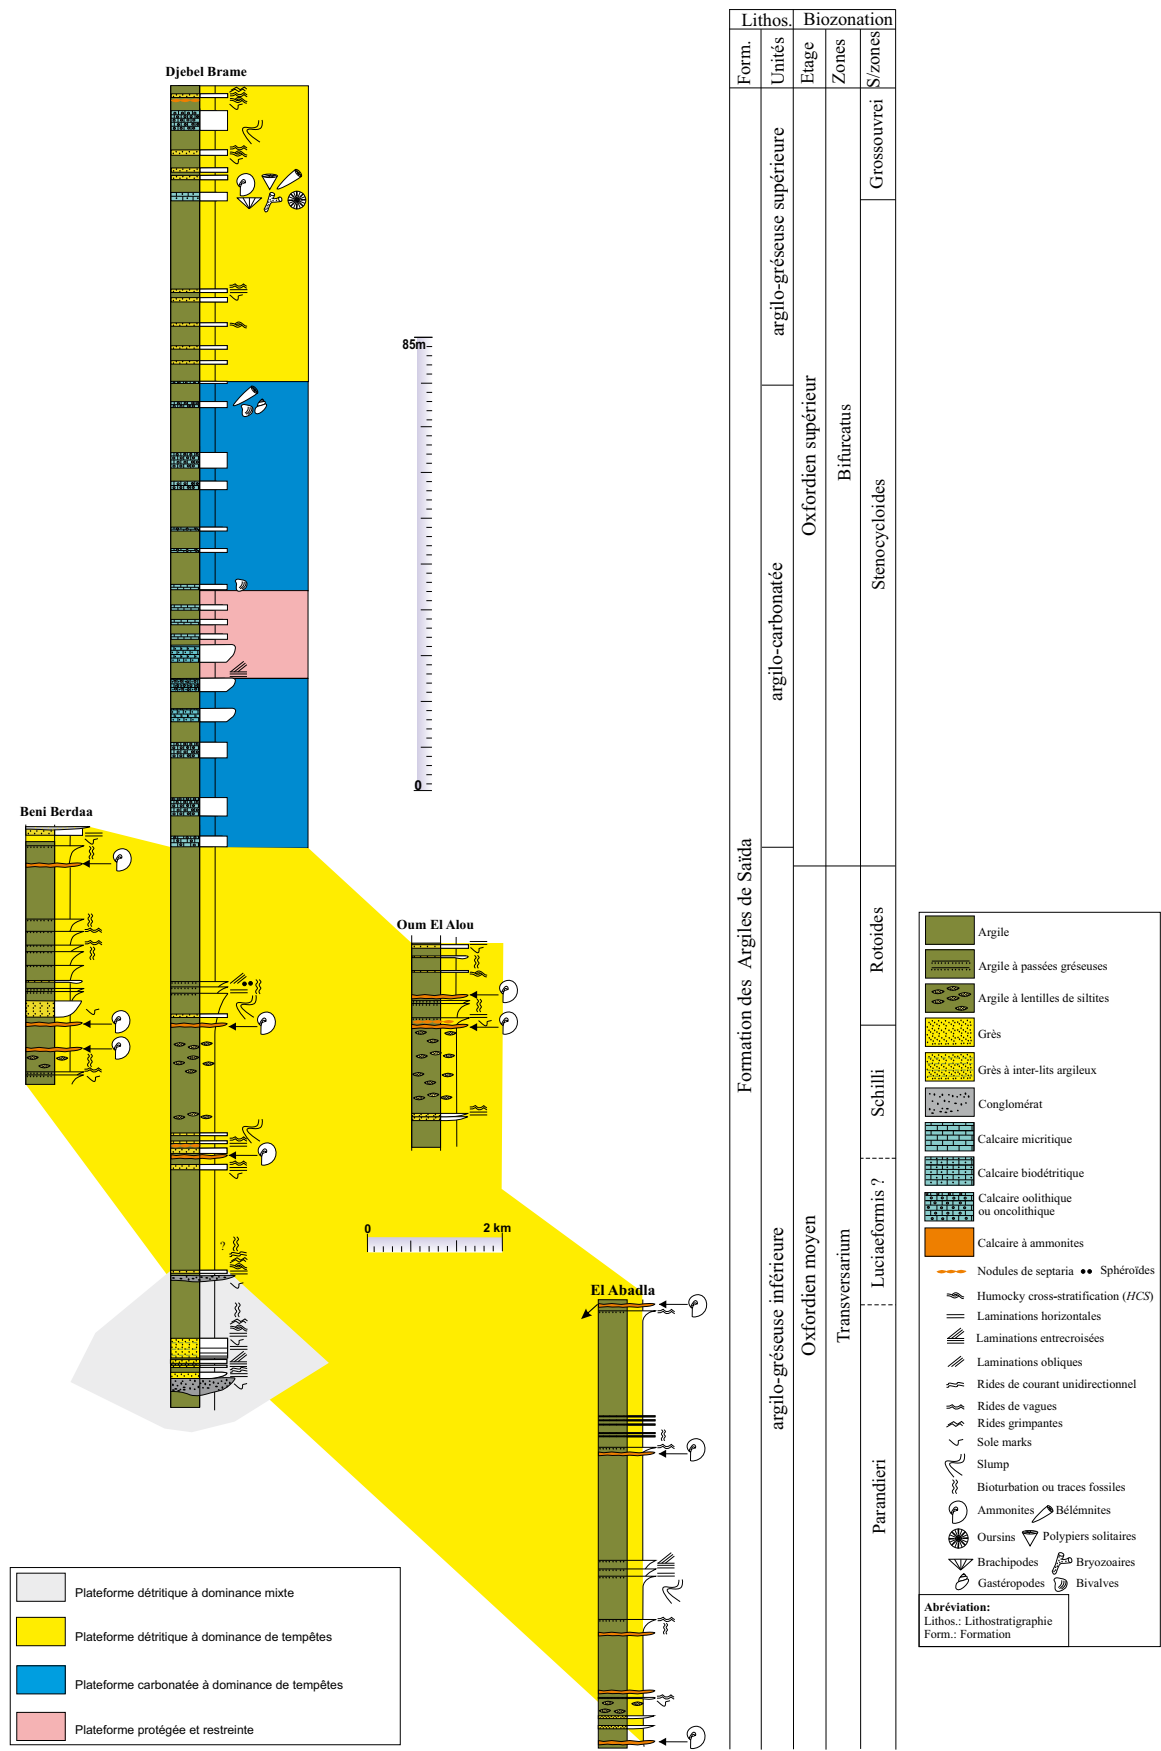 Lithos. Biozonation
Form.
Unités
Etage
Zones
S/zones
Djebel Brame
Grossouvrei
argilo-gréseuse supérieure
85m
Oxfordien supérieur
Bifurcatus
Stenocycloides
argilo-carbonatée
0
Beni Berdaa
Formation des Argiles de Saïda
Oum El Alou
Rotoides
Schilli
Luciaeformis ?
0 2 km
?
El Abadla
argilo-gréseuse inférieure
Oxfordien moyen
Transversarium
Parandieri
Argile
Argile à passées gréseuses
Argile à lentilles de siltites
Grès
Grès à inter-lits argileux
Conglomérat
Calcaire micritique
Calcaire biodétritique
Calcaire oolithique
ou oncolithique
Calcaire à ammonites
Nodules de septaria Sphéroïdes
Humocky cross-stratification (HCS)
Laminations horizontales
Laminations entrecroisées
Laminations obliques
Rides de courant unidirectionnel
Rides de vagues
Rides grimpantes
Sole marks
Slump
Bioturbation ou traces fossiles
Ammonites Bélémnites
Oursins Polypiers solitaires
Brachipodes Bryozoaires
Gastéropodes Bivalves
Abréviation:
Lithos.: Lithostratigraphie
Form.: Formation
Plateforme détritique à dominance mixte
Plateforme détritique à dominance de tempêtes
Plateforme carbonatée à dominance de tempêtes
Plateforme protégée et restreinte